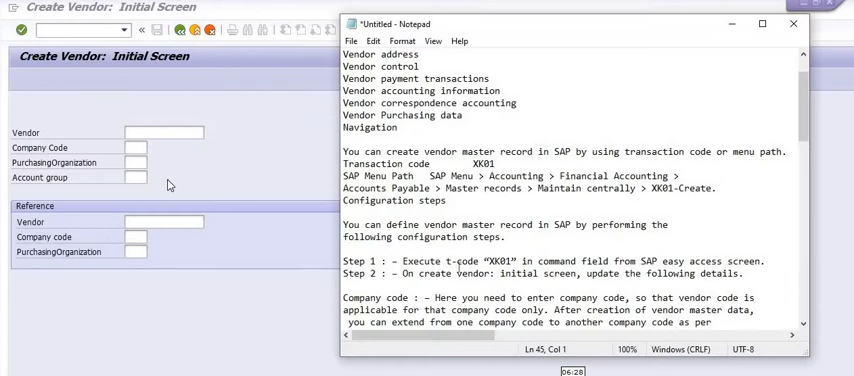 Create Vendor: Initial Screen
Create Vendor: Initial Screen
Vendor
Company Code
PurchasingOrganization
Account group
Reference
Vendor
Company code
PurchasingOrganization
*Untitled - Notepad
File Edit Format View Help
Vendor address
Vendor control
Vendor payment transactions
Vendor accounting information
Vendor correspondence accounting
Vendor Purchasing data
Navigation
You can create vendor master record in SAP by using transaction code or menu path.
Transaction code XK01
SAP Menu Path SAP Menu > Accounting > Financial Accounting >
Accounts Payable > Master records > Maintain centrally > XK01-Create.
Configuration steps
You can define vendor master record in SAP by performing the
following configuration steps.
Step 1 : – Execute t-code “XK01” in command field from SAP easy access screen.
Step 2 : – On create vendor: initial screen, update the following details.
Company code : – Here you need to enter company code, so that vendor code is
applicable for that company code only. After creation of vendor master data,
you can extend from one company code to another company code as per
Ln 45, Col 1 100% Windows (CRLF) UTF-8
06:28